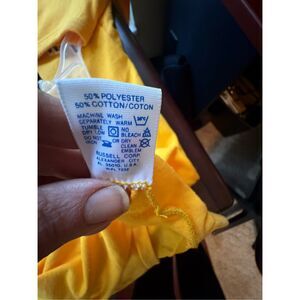 50% POLYESTER
50% COTTON/COTON
MACHINE WASH
SEPARATELY WARM
TUMBLE DRY LOW
NO BLEACH
DO NOT IRON
OR DRY CLEAN EMBLEM
RUSSELL CORP.
ALEXANDER CITY
AL 35010, U.S.A.